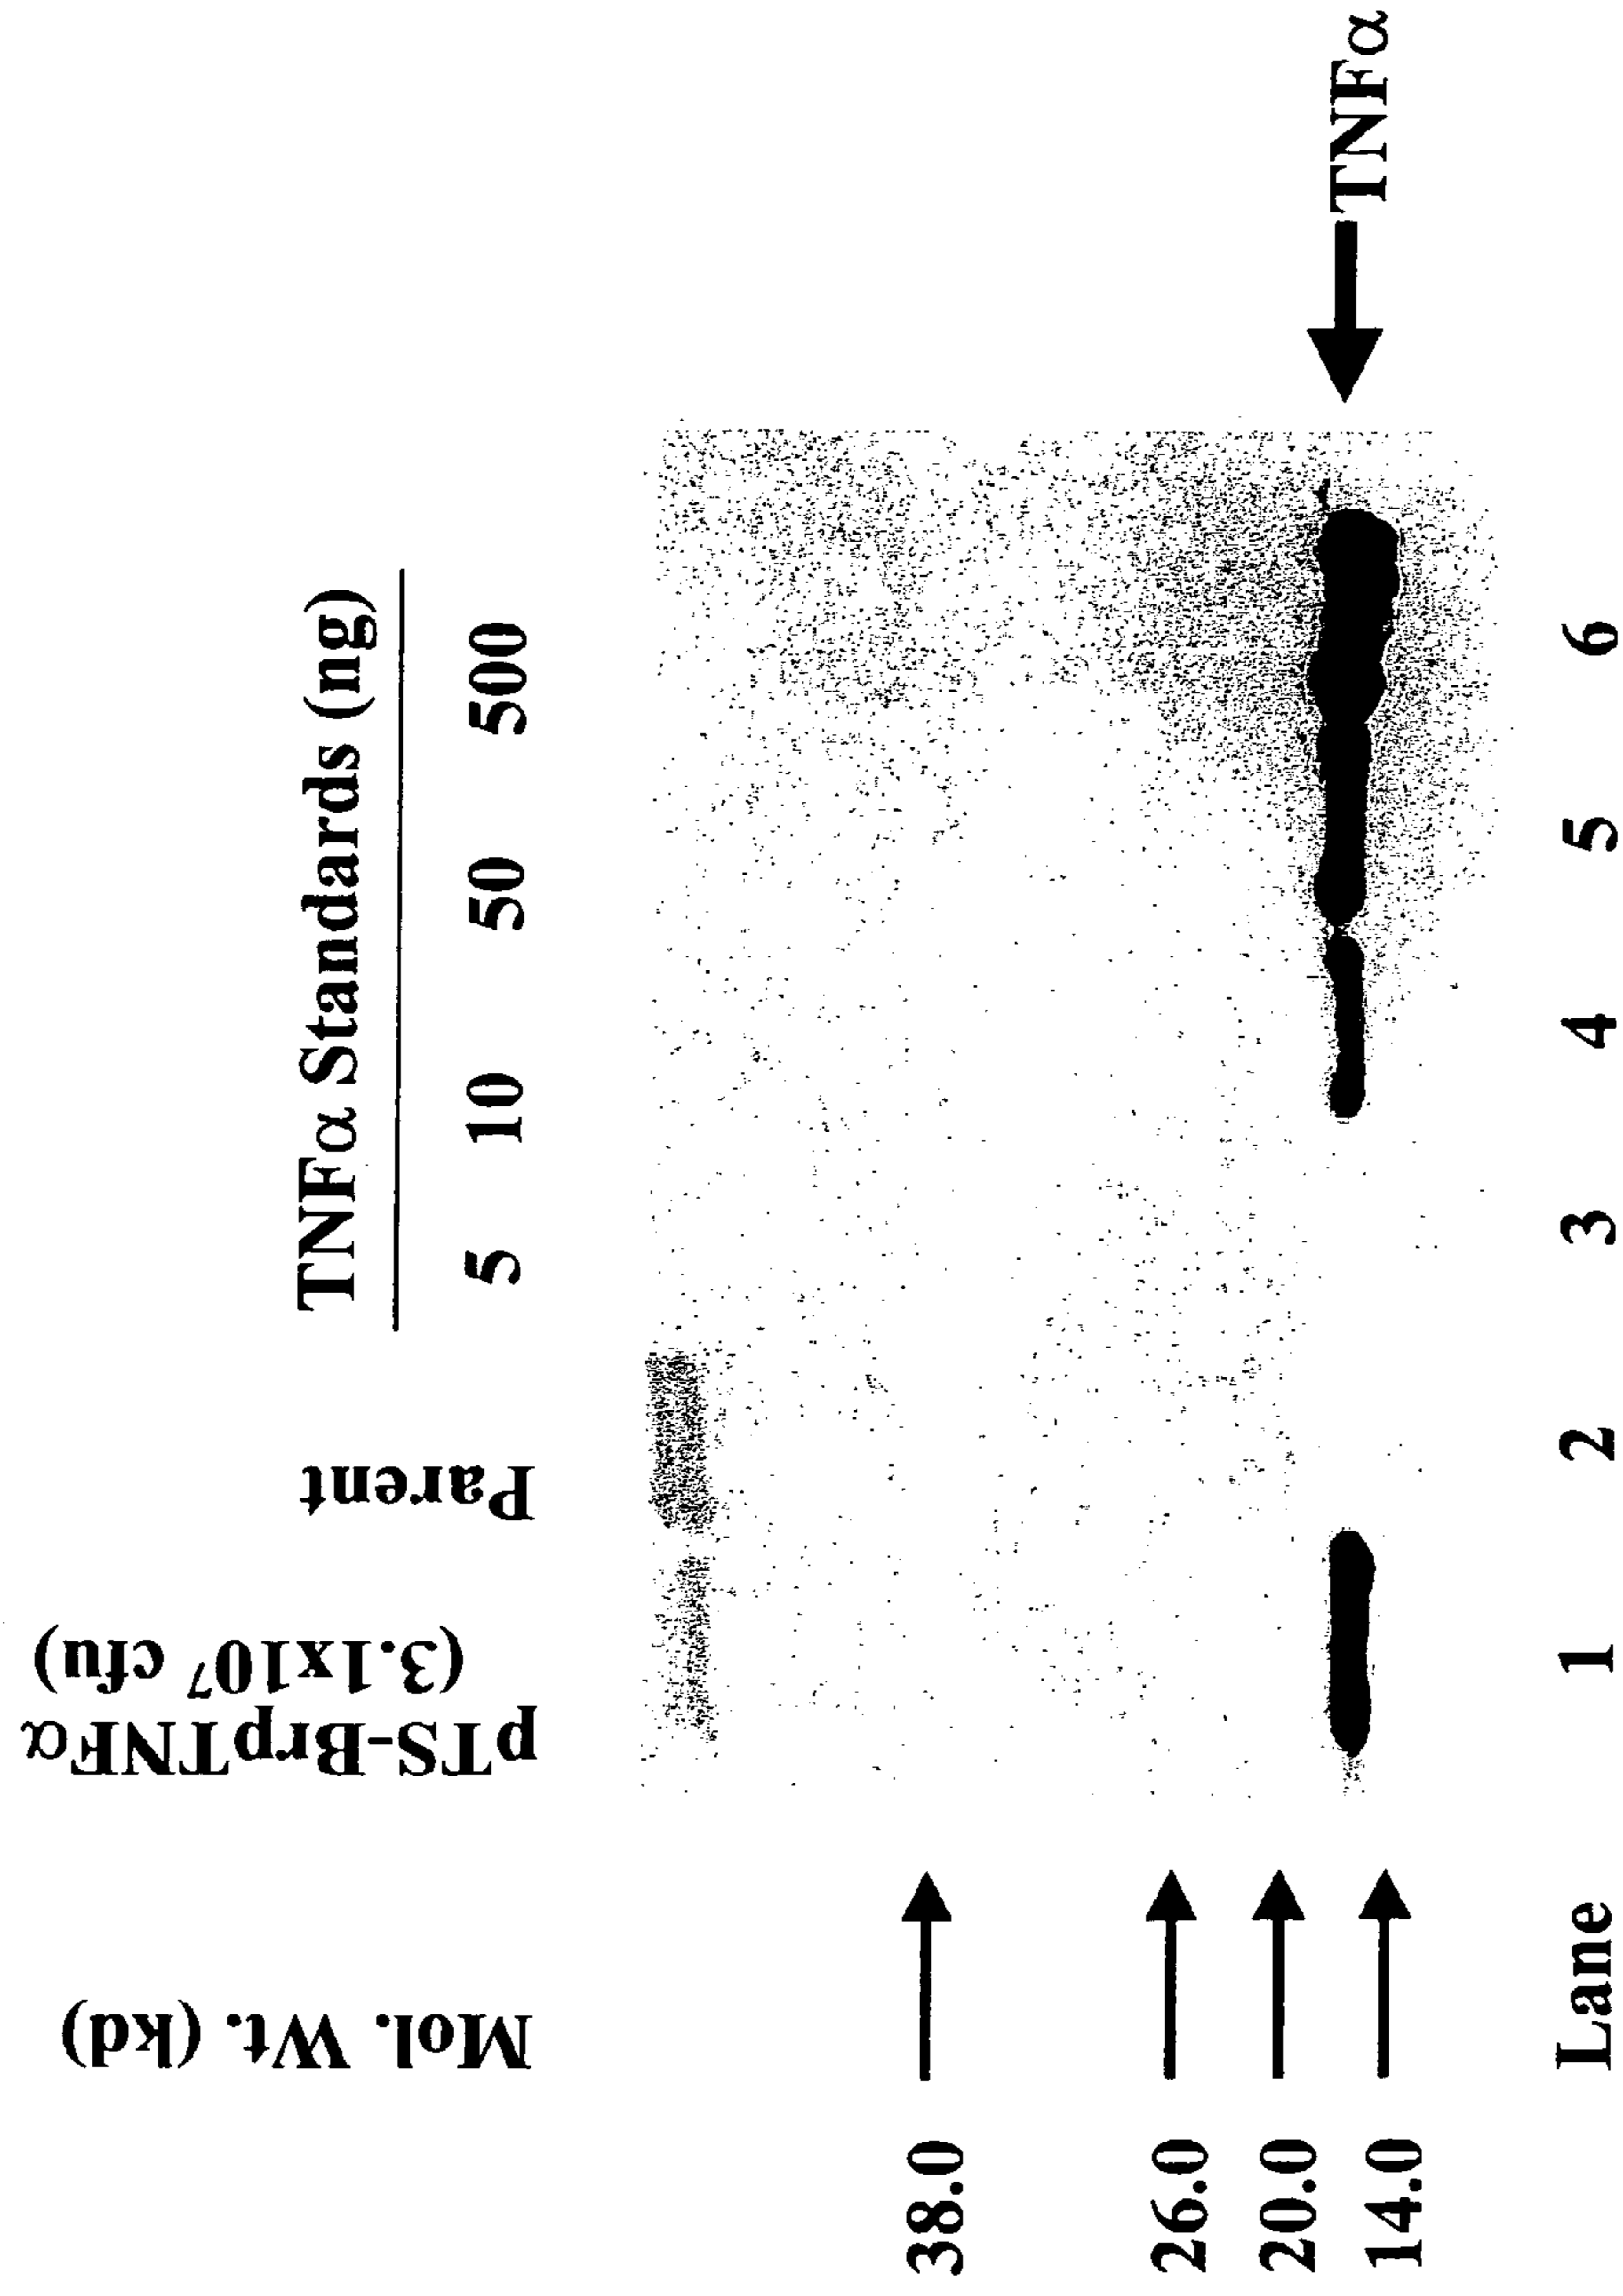 TNFα Standards (ng)
Mol. Wt. (kd)
pTS-BrpTNFα
(3.1x10⁷ cfu)
Parent
5 10 50 500
38.0
26.0
20.0
14.0
TNFα
Lane 1 2 3 4 5 6